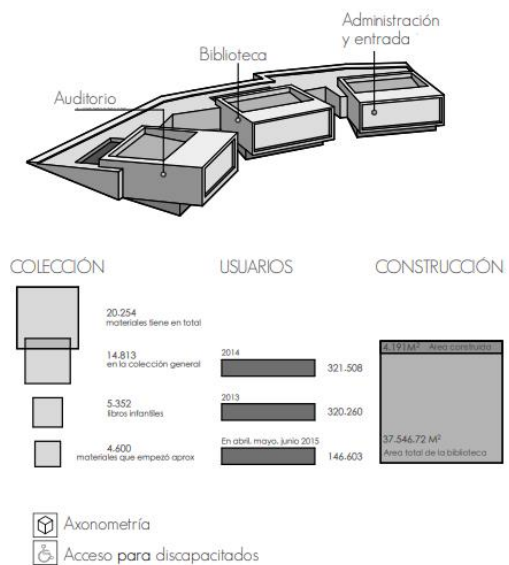 Administración
y entrada
Biblioteca
Auditorio
COLECCIÓN
20.254
materiales tiene en total
14.813
en la colección general
5.352
libros infantiles
4.600
materiales que empezó aprox
USUARIOS
2014
321.508
2013
320.260
En abril, mayo, junio 2015
146.603
CONSTRUCCIÓN
4.191M² Area construida
37.546.72 M²
Area total de la biblioteca
Axonometría
Acceso para discapacitados